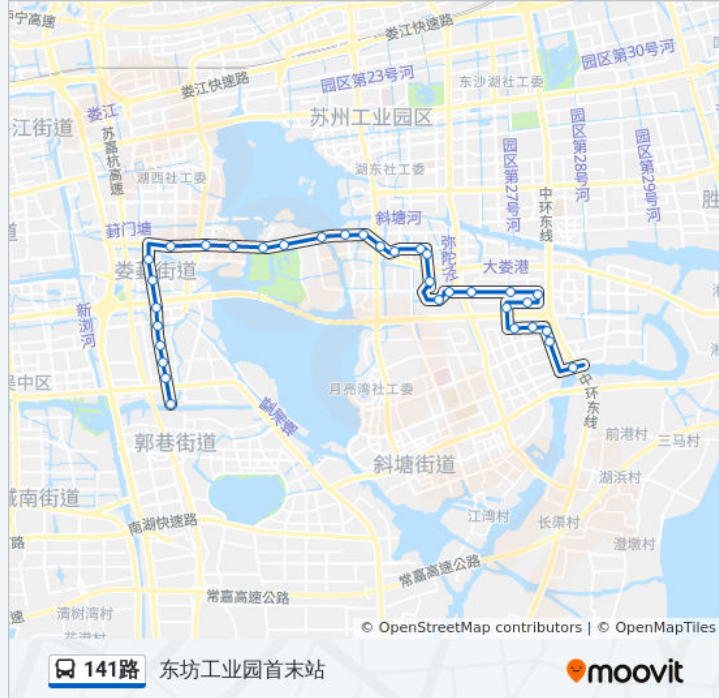 沪宁高速
娄江快速路
园区第30号河
园区第23号河
东沙湖社工委
娄江快速路
娄江
苏州工业园区
江街道
苏嘉杭高速
园区第27号河
园区第28号河
园区第29号河
湖西社工委
湖东社工委
中环东线
胜
斜塘河
葑门塘
弥陀泾
大娄港
娄葑街道
新浏河
吴中区
月亮湾社工委
中环东线
郭巷街道
斜塘街道
前港村
三马村
湖浜村
城南街道
江湾村
长渠村
南湖快速路
路
澄墩村
常嘉高速公路
常嘉高速公路
速
清树湾村
© OpenStreetMap contributors | © OpenMapTiles
141路 东坊工业园首末站
moovit